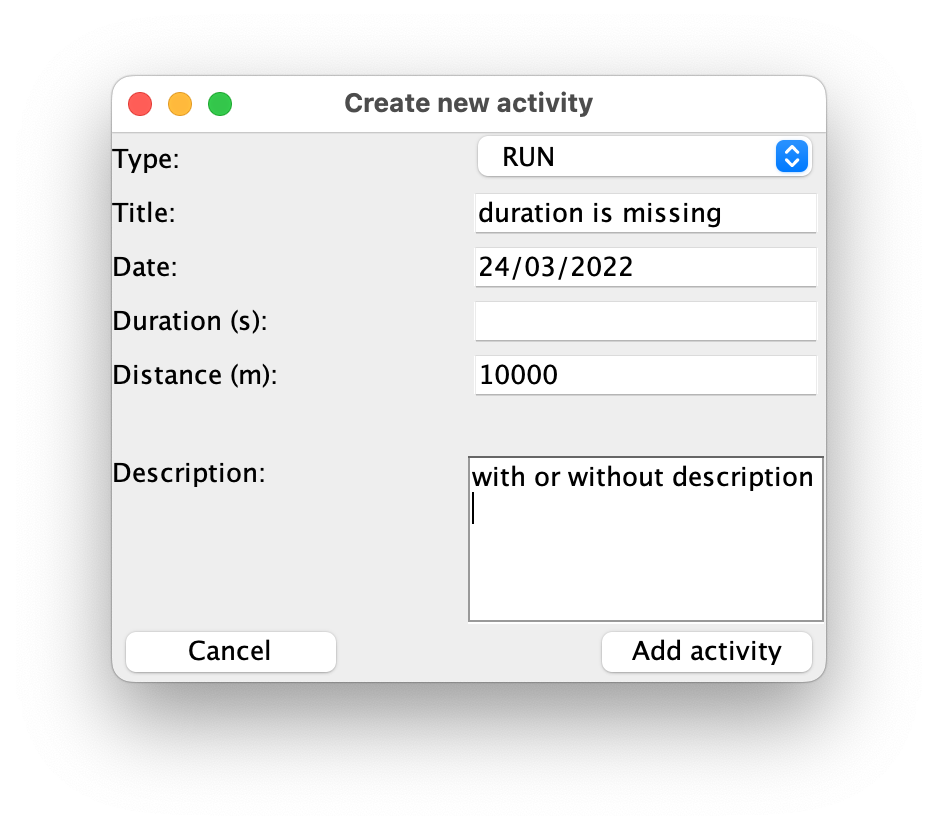 Create new activity
Type: RUN
Title: duration is missing
Date: 24/03/2022
Duration (s):
Distance (m): 10000
Description: with or without description
Cancel Add activity